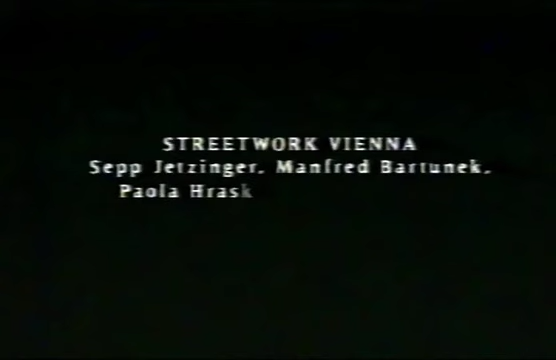 STREETWORK VIENNA
Sepp Jetzinger, Manfred Bartunek,
Paola Hrask